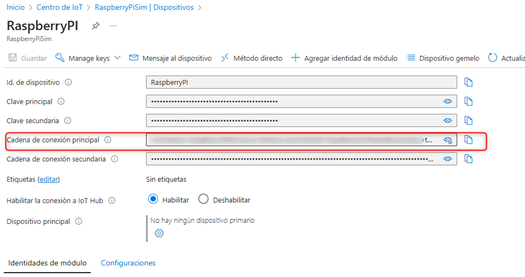 Inicio > Centro de IoT > RaspberryPiSim | Dispositivos >
RaspberryPI
RaspberryPiSim
Guardar Manage keys Mensaje al dispositivo Método directo Agregar identidad de módulo Dispositivo gemelo Actualiz
Id. de dispositivo RaspberryPI
Clave principal
Clave secundaria
Cadena de conexión principal
Cadena de conexión secundaria
Etiquetas (editar) Sin etiquetas
Habilitar la conexión a IoT Hub Habilitar Deshabilitar
Dispositivo principal No hay ningún dispositivo primario
Identidades de módulo Configuraciones